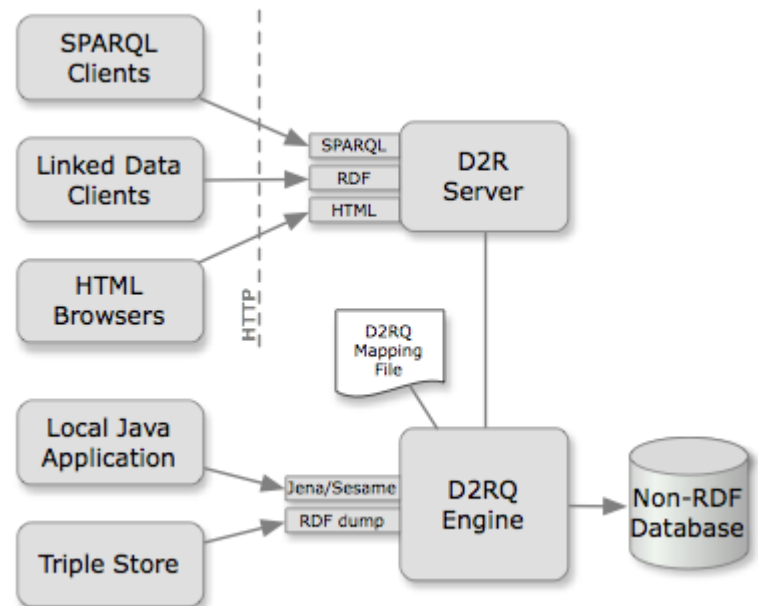 SPARQL
Clients
Linked Data
Clients
HTML
Browsers
HTTP
SPARQL
RDF
HTML
D2R
Server
D2RQ
Mapping
File
Local Java
Application
Triple Store
Jena/Sesame
RDF dump
D2RQ
Engine
Non-RDF
Database